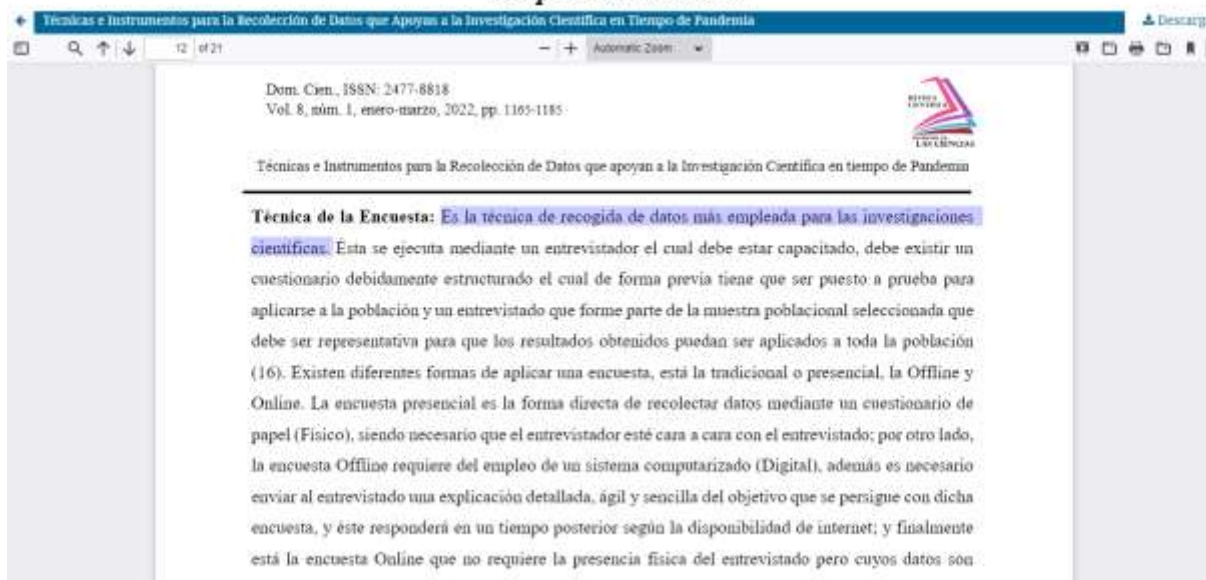 Técnicas e Instrumentos para la Recolección de Datos que Apoyan a la Investigación Científica en Tiempo de Pandemia
Descarg
12 of 21
Automatic Zoom
Dom. Cien., ISSN: 2477-8818
Vol. 8, núm. 1, enero-marzo, 2022, pp. 1165-1185
REVISTA
CIENTÍFICA
LAS CIENCIAS
Técnicas e Instrumentos para la Recolección de Datos que apoyan a la Investigación Científica en tiempo de Pandemia
Técnica de la Encuesta: Es la técnica de recogida de datos más empleada para las investigaciones
científicas. Ésta se ejecuta mediante un entrevistador el cual debe estar capacitado, debe existir un
cuestionario debidamente estructurado el cual de forma previa tiene que ser puesto a prueba para
aplicarse a la población y un entrevistado que forme parte de la muestra poblacional seleccionada que
debe ser representativa para que los resultados obtenidos puedan ser aplicados a toda la población
(16). Existen diferentes formas de aplicar una encuesta, está la tradicional o presencial, la Offline y
Online. La encuesta presencial es la forma directa de recolectar datos mediante un cuestionario de
papel (Físico), siendo necesario que el entrevistador esté cara a cara con el entrevistado; por otro lado,
la encuesta Offline requiere del empleo de un sistema computarizado (Digital), además es necesario
enviar al entrevistado una explicación detallada, ágil y sencilla del objetivo que se persigue con dicha
encuesta, y éste responderá en un tiempo posterior según la disponibilidad de internet; y finalmente
está la encuesta Online que no requiere la presencia física del entrevistado pero cuyos datos son